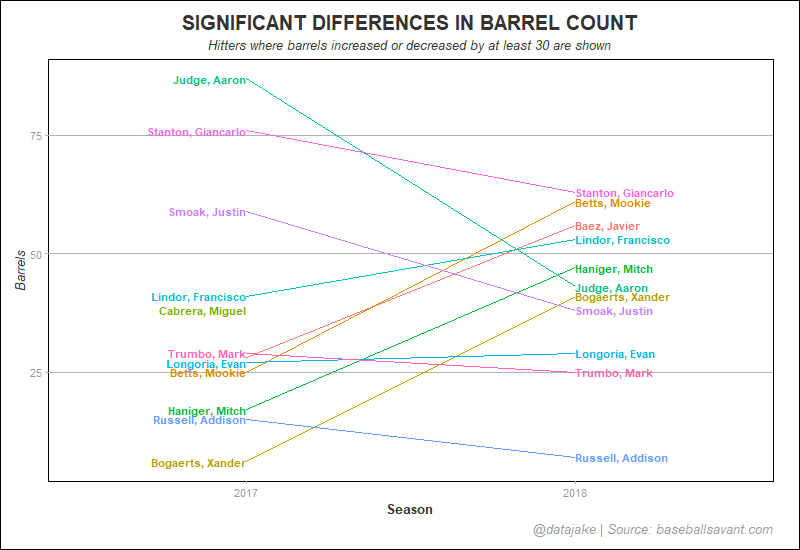 SIGNIFICANT DIFFERENCES IN BARREL COUNT
Hitters where barrels increased or decreased by at least 30 are shown
Barrels
75
50
25
Judge, Aaron
Stanton, Giancarlo
Smoak, Justin
Lindor, Francisco
Cabrera, Miguel
Trumbo, Mark
Longoria, Evan
Betts, Mookie
Haniger, Mitch
Russell, Addison
Bogaerts, Xander
Stanton, Giancarlo
Betts, Mookie
Baez, Javier
Lindor, Francisco
Haniger, Mitch
Judge, Aaron
Bogaerts, Xander
Smoak, Justin
Longoria, Evan
Trumbo, Mark
Russell, Addison
2017
2018
Season
@datajake | Source: baseballsavant.com